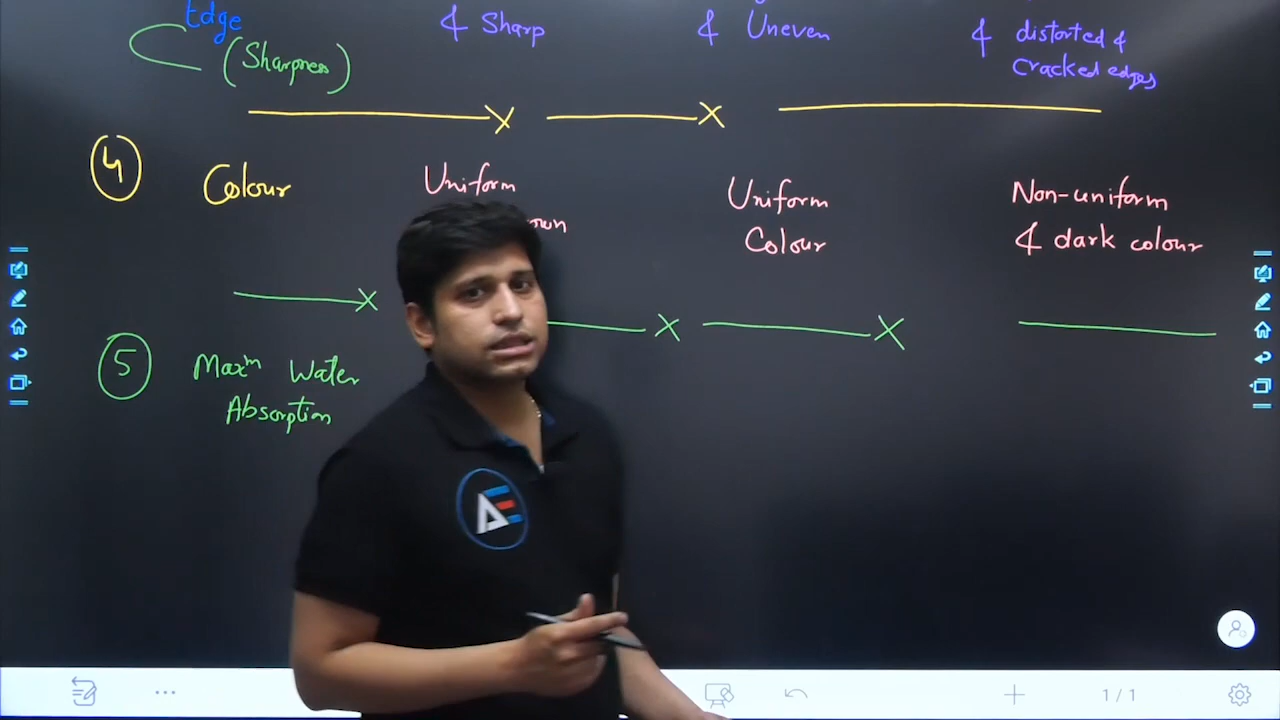 Edge
(Sharpness)
& Sharp
& Uneven
& distorted &
cracked edges
4
Colour
Uniform
Uniform
Colour
Non-uniform
& dark colour
5
Maxm Water
Absorption
AE
1/1